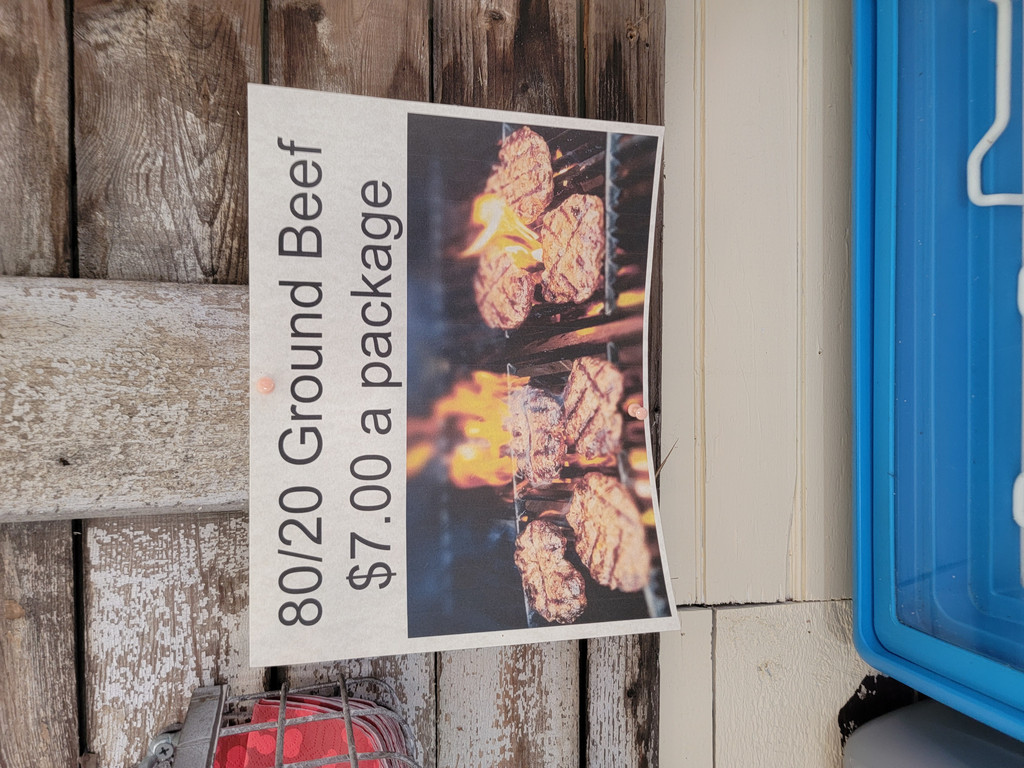 80/20 Ground Beef
$7.00 a package